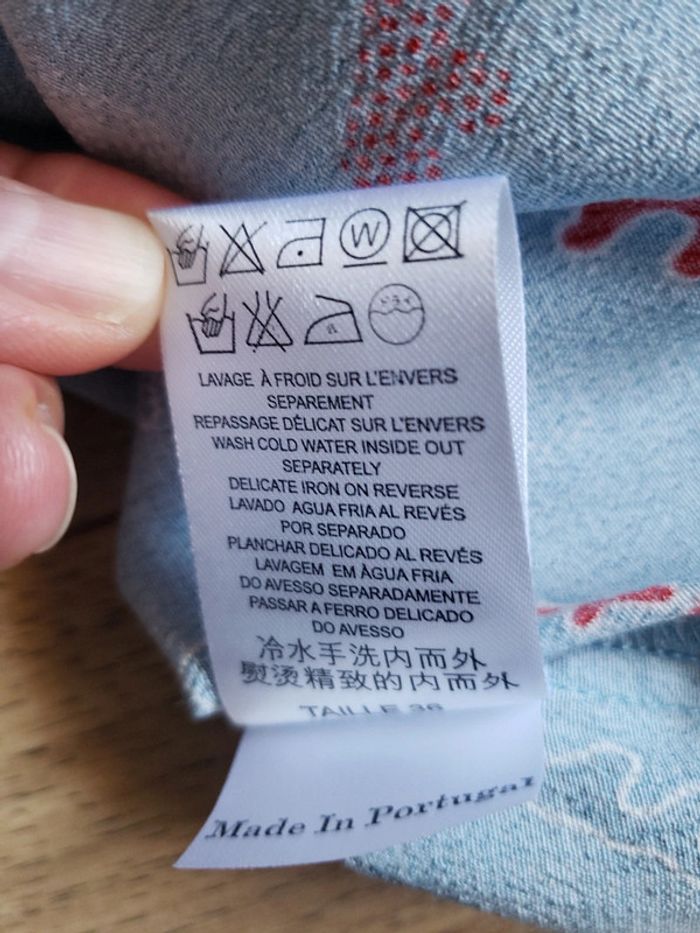 W
LAVAGE À FROID SUR L'ENVERS
SEPAREMENT
REPASSAGE DÉLICAT SUR L'ENVERS
WASH COLD WATER INSIDE OUT
SEPARATELY
DELICATE IRON ON REVERSE
LAVADO AGUA FRIA AL REVÉS
POR SEPARADO
PLANCHAR DELICADO AL REVÉS
LAVAGEM EM ÀGUA FRIA
DO AVESSO SEPARADAMENTE
PASSAR A FERRO DELICADO
DO AVESSO
冷水手洗内而外
熨烫精致的内而外
TAILLE 36
Made In Portugal